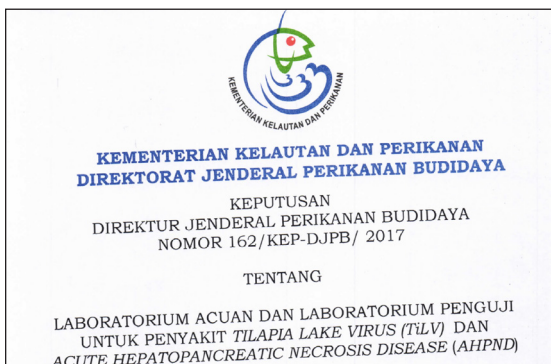 KEMENTERIAN KELAUTAN DAN PERIKANAN
KEMENTERIAN KELAUTAN DAN PERIKANAN
DIREKTORAT JENDERAL PERIKANAN BUDIDAYA
KEPUTUSAN
DIREKTUR JENDERAL PERIKANAN BUDIDAYA
NOMOR 162/KEP-DJPB/ 2017
TENTANG
LABORATORIUM ACUAN DAN LABORATORIUM PENGUJI
UNTUK PENYAKIT TILAPIA LAKE VIRUS (TiLV) DAN
ACUTE HEPATOPANCREATIC NECROSIS DISEASE (AHPND)